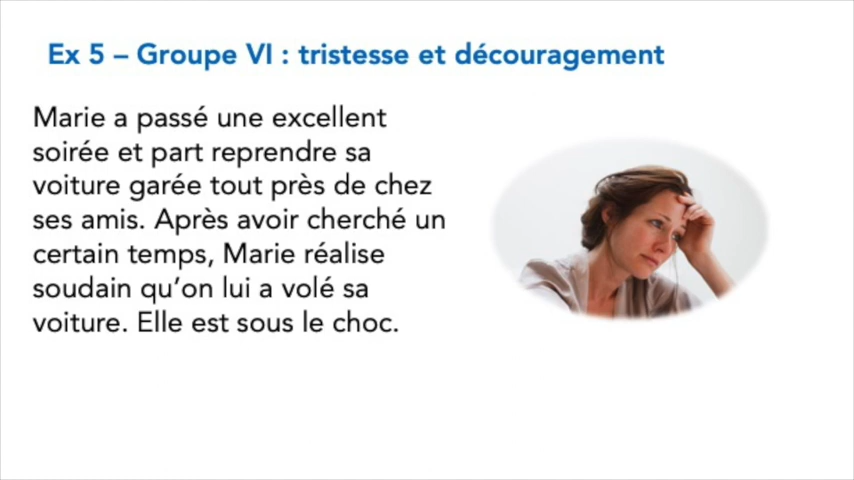 Ex 5 – Groupe VI : tristesse et découragement
Marie a passé une excellent
soirée et part reprendre sa
voiture garée tout près de chez
ses amis. Après avoir cherché un
certain temps, Marie réalise
soudain qu’on lui a volé sa
voiture. Elle est sous le choc.